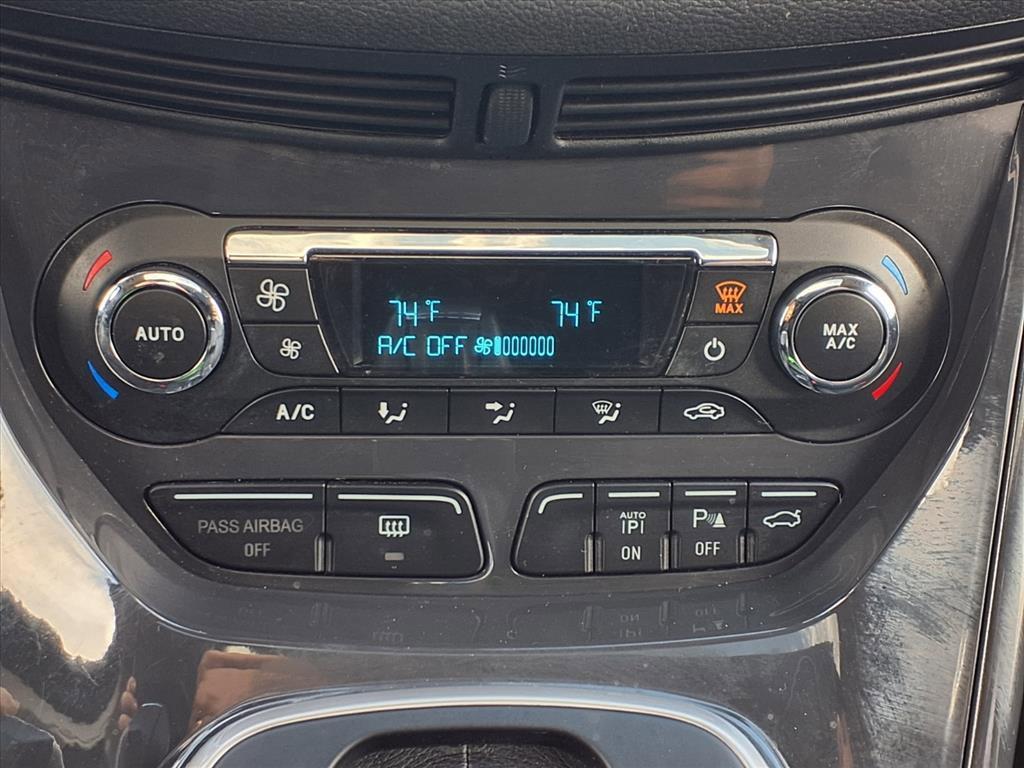 74°F 74°F
A/C OFF
AUTO
MAX
MAX
A/C
A/C
PASS AIRBAG
OFF
AUTO
P
ON
P
OFF